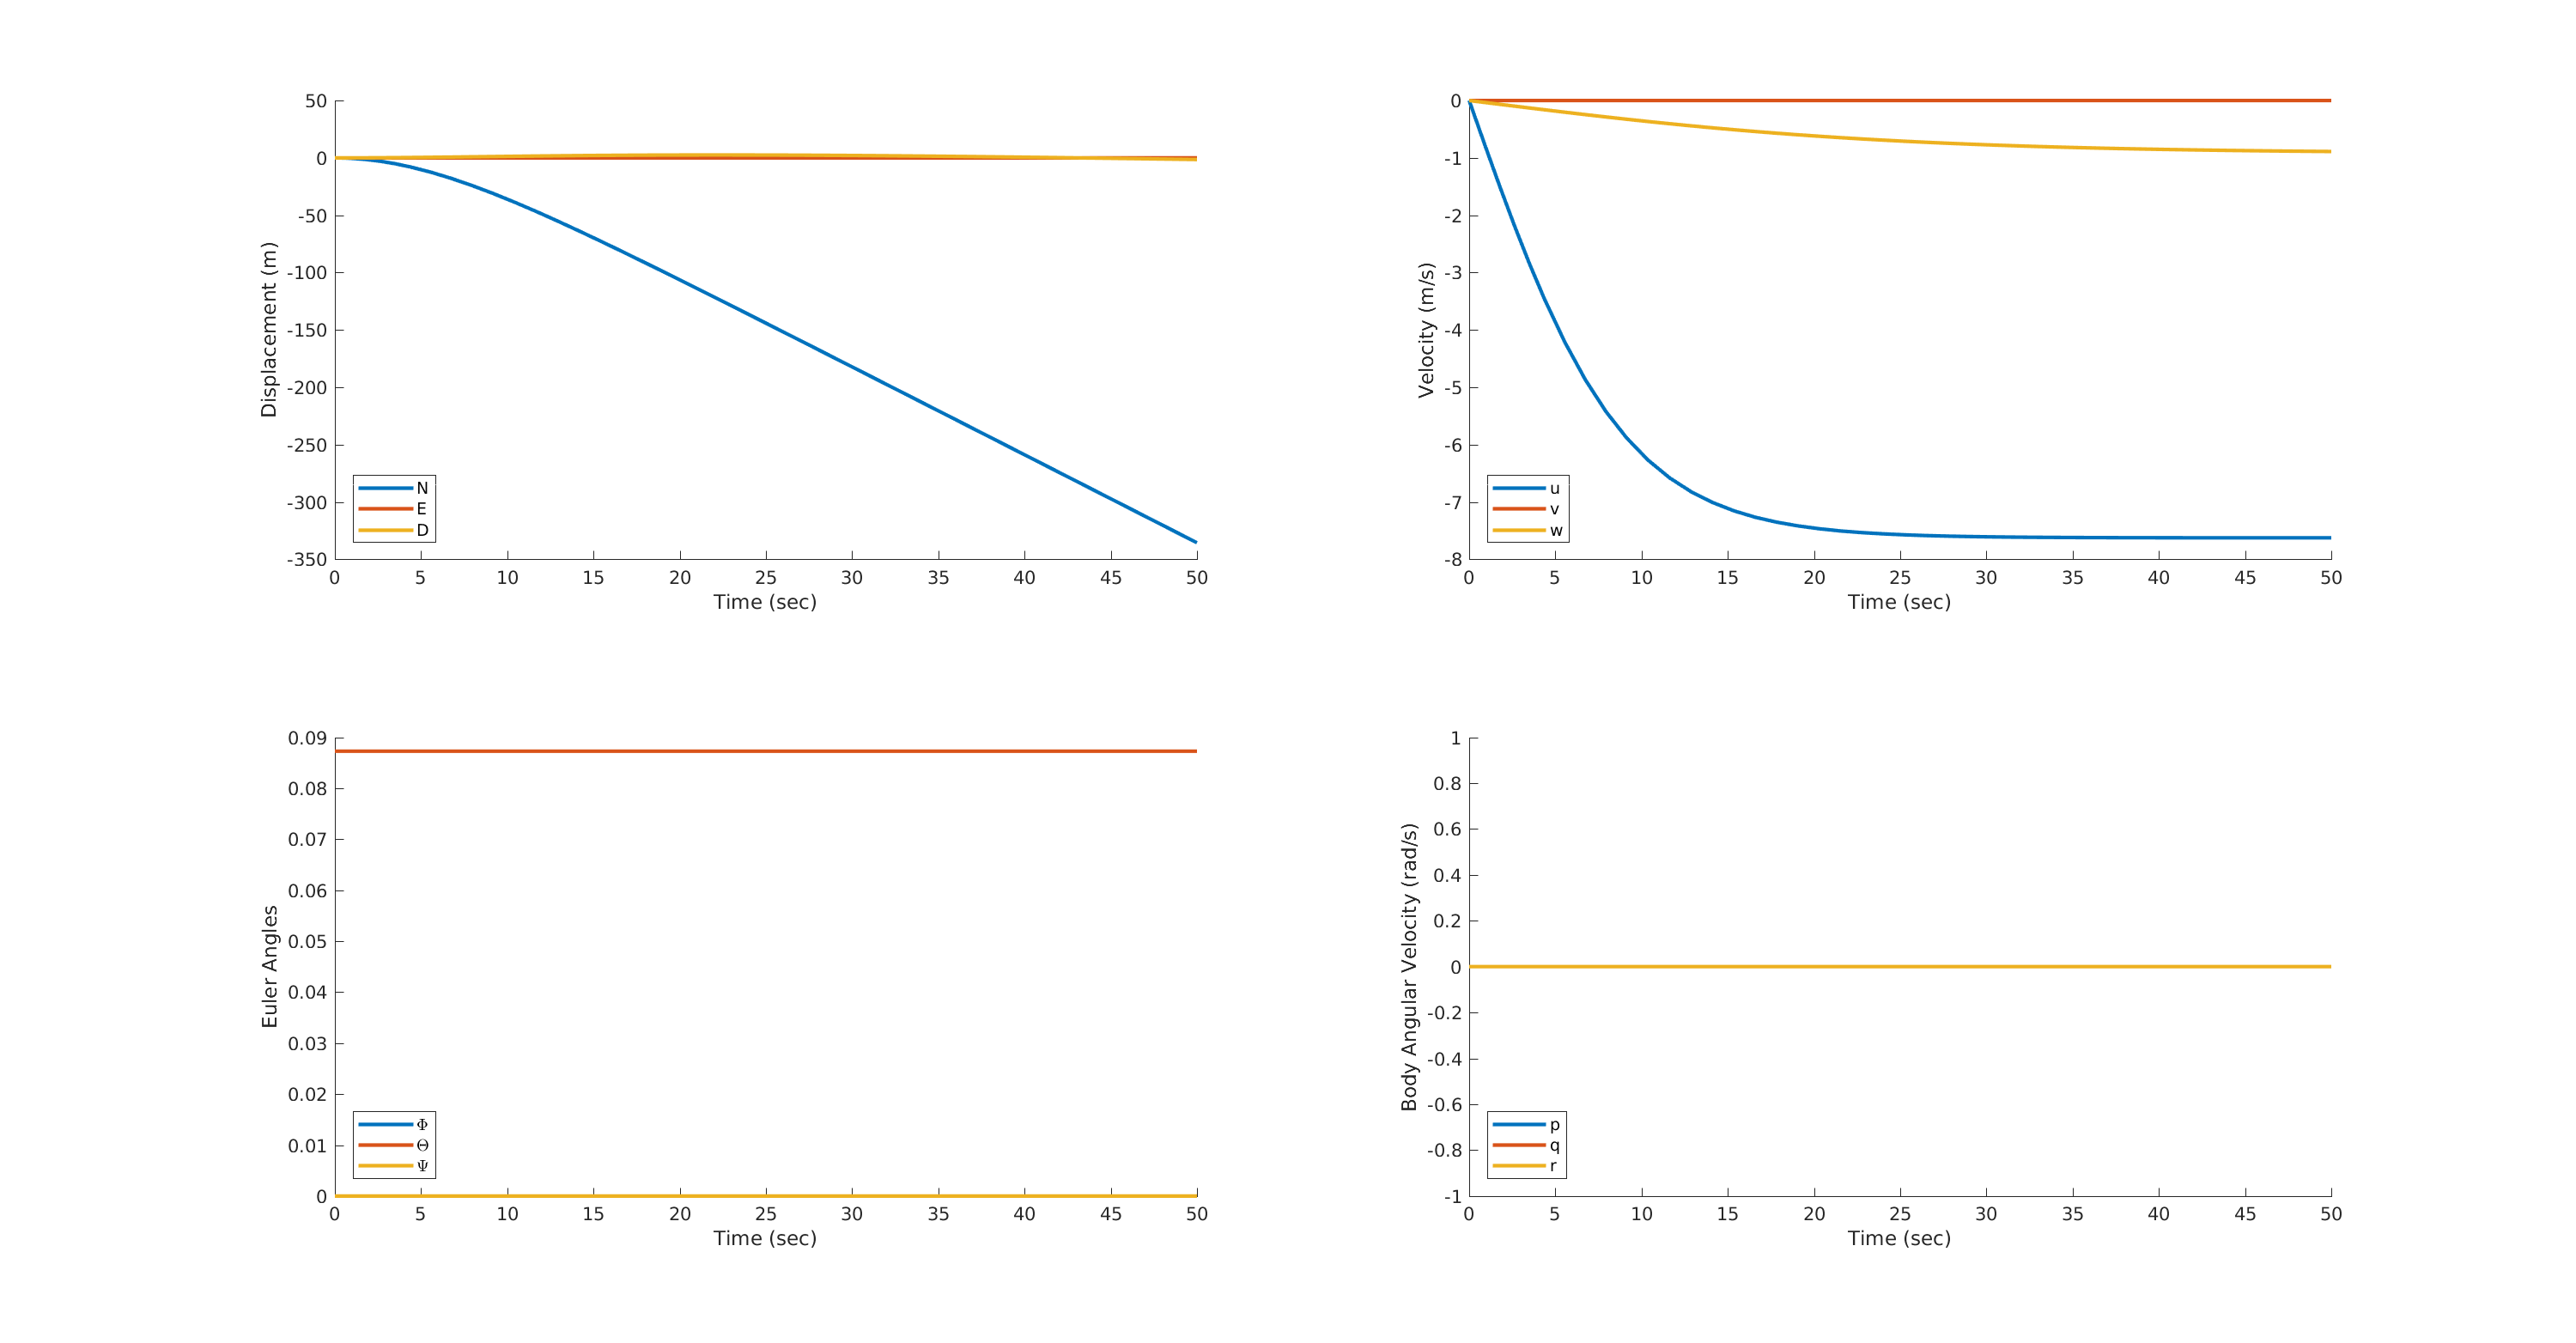 50
0
-50
-100
-150
-200
-250
-300
-350
Displacement (m)
N
E
D
0 5 10 15 20 25 30 35 40 45 50
Time (sec)
0
-1
-2
-3
-4
-5
-6
-7
-8
Velocity (m/s)
u
v
w
0 5 10 15 20 25 30 35 40 45 50
Time (sec)
0.09
0.08
0.07
0.06
0.05
0.04
0.03
0.02
0.01
0
Euler Angles
Φ
Θ
Ψ
0 5 10 15 20 25 30 35 40 45 50
Time (sec)
1
0.8
0.6
0.4
0.2
0
-0.2
-0.4
-0.6
-0.8
-1
Body Angular Velocity (rad/s)
p
q
r
0 5 10 15 20 25 30 35 40 45 50
Time (sec)